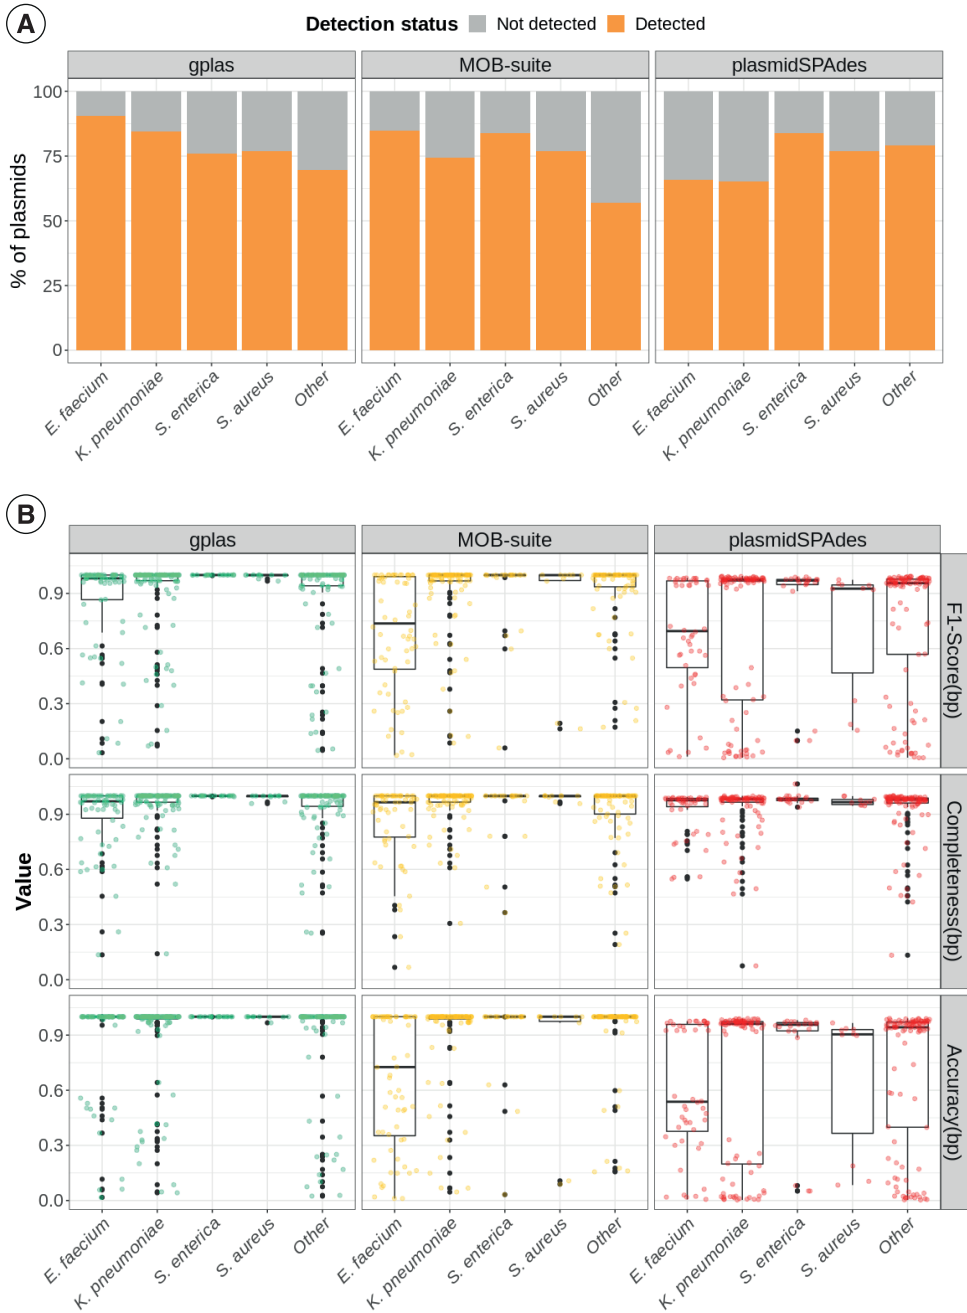 A
Detection status Not detected Detected
gplas MOB-suite plasmidSPAdes
% of plasmids
100
75
50
25
0
E. faecium K. pneumoniae S. enterica S. aureus Other E. faecium K. pneumoniae S. enterica S. aureus Other E. faecium K. pneumoniae S. enterica S. aureus Other
B
gplas MOB-suite plasmidSPAdes
Value
0.9
0.6
0.3
0.0
F1-Score(bp)
0.9
0.6
0.3
0.0
Completeness(bp)
0.9
0.6
0.3
0.0
Accuracy(bp)
E. faecium K. pneumoniae S. enterica S. aureus Other E. faecium K. pneumoniae S. enterica S. aureus Other E. faecium K. pneumoniae S. enterica S. aureus Other